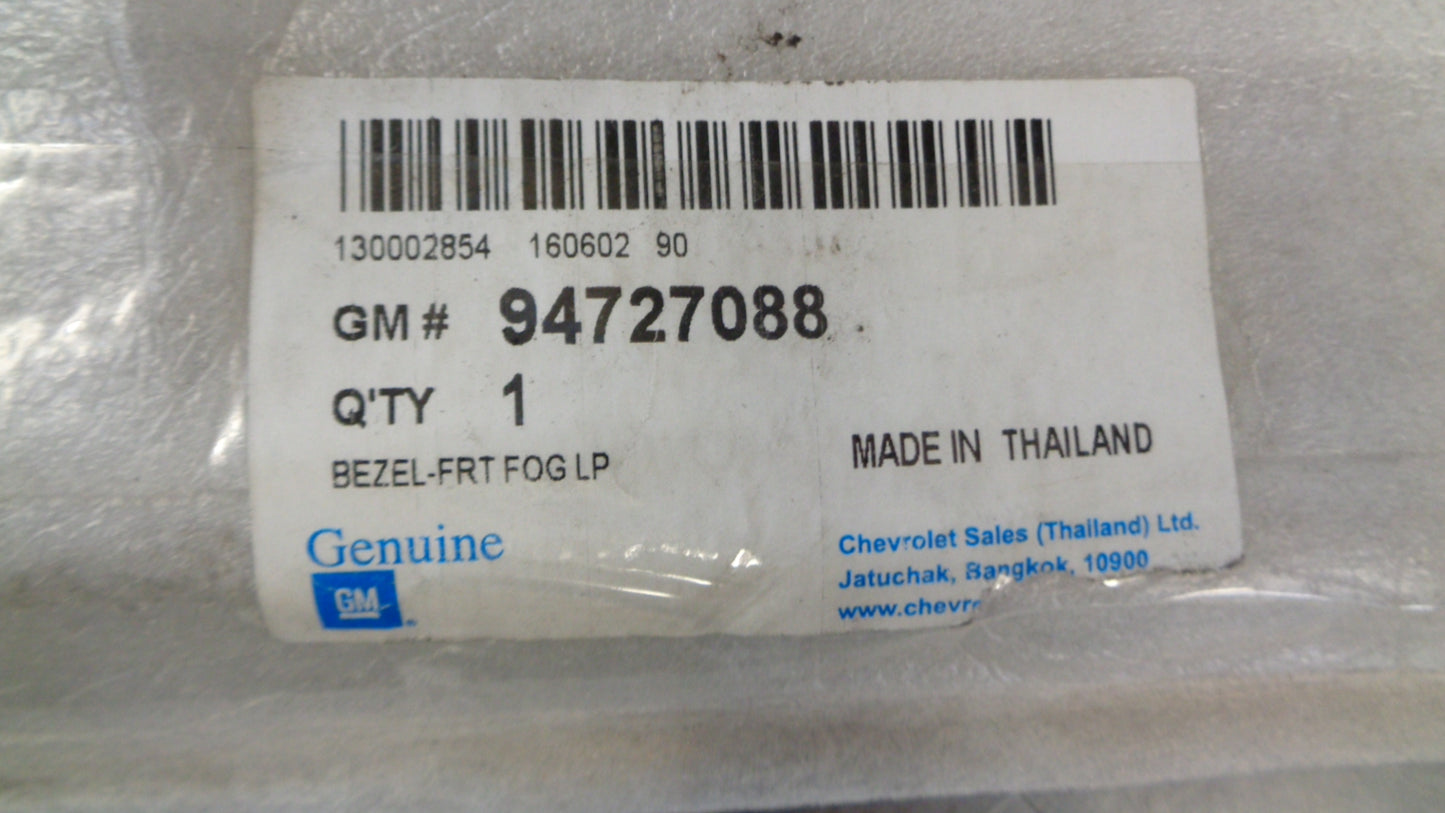 130002854 160602 90
GM # 94727088
Q'TY 1
BEZEL-FRT FOG LP
MADE IN THAILAND
Genuine
GM
Chevrolet Sales (Thailand) Ltd.
Jatuchak, Bangkok, 10900